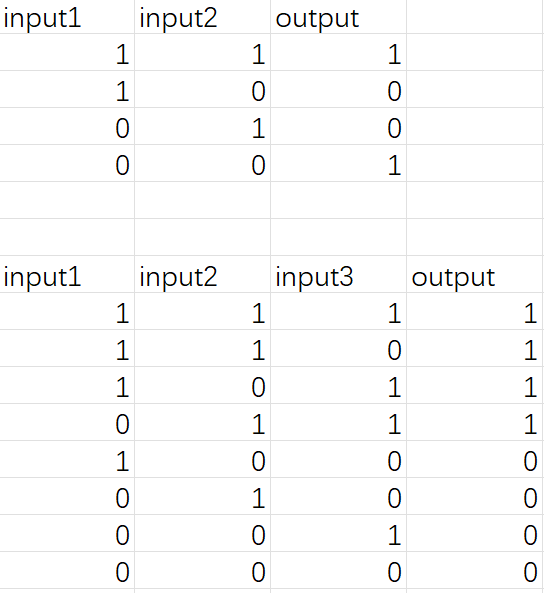 input1 input2 output
1 1 1
1 0 0
0 1 0
0 0 1
input1 input2 input3 output
1 1 1 1
1 1 0 1
1 0 1 1
0 1 1 1
1 0 0 0
0 1 0 0
0 0 1 0
0 0 0 0